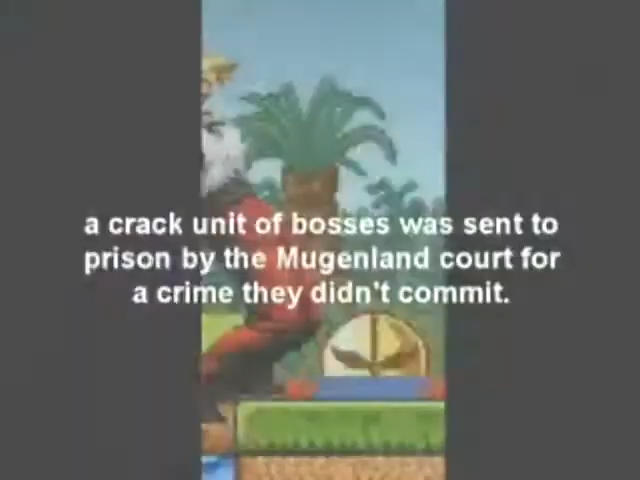 a crack unit of bosses was sent to
prison by the Mugenland court for
a crime they didn't commit.